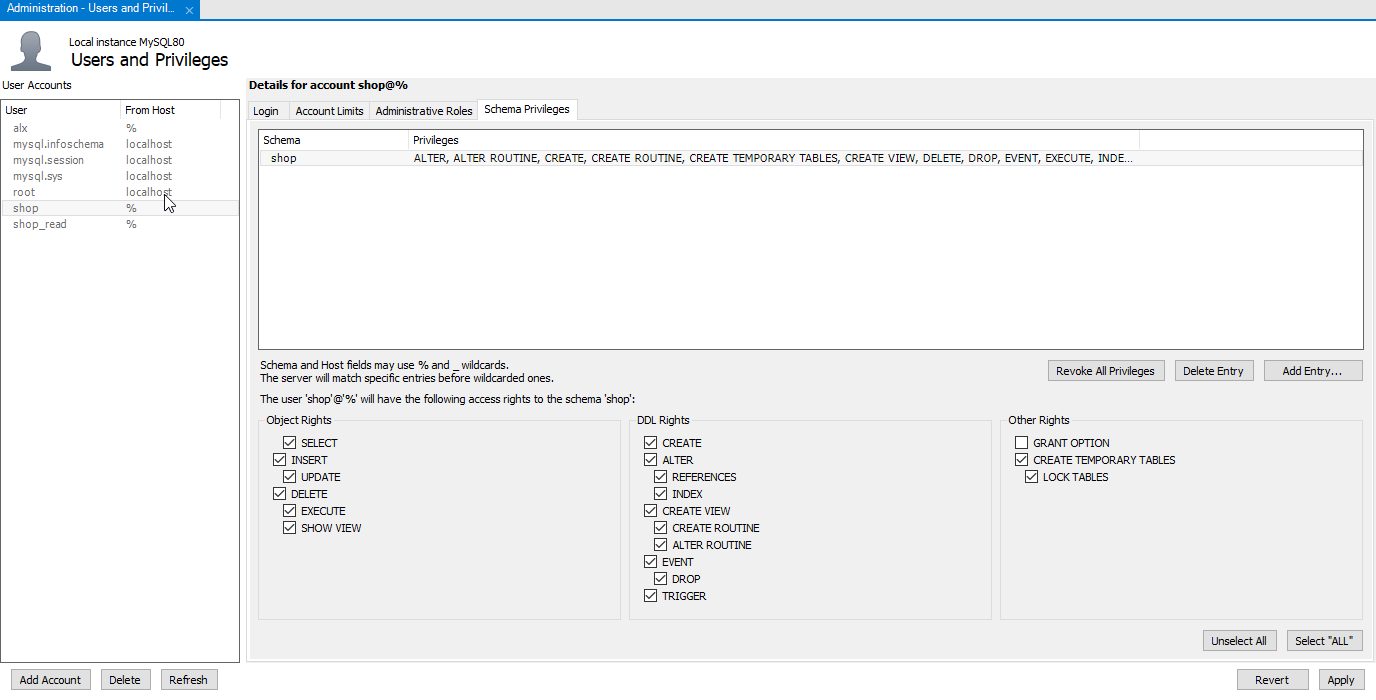 Administration - Users and Privil...
Local instance MySQL80
Users and Privileges
User Accounts
User From Host
alx %
mysql.infoschema localhost
mysql.session localhost
mysql.sys localhost
root localhost
shop %
shop_read %
Details for account shop@%
Login Account Limits Administrative Roles Schema Privileges
Schema Privileges
shop ALTER, ALTER ROUTINE, CREATE, CREATE ROUTINE, CREATE TEMPORARY TABLES, CREATE VIEW, DELETE, DROP, EVENT, EXECUTE, INDE...
Schema and Host fields may use % and _ wildcards.
The server will match specific entries before wildcarded ones.
Revoke All Privileges Delete Entry Add Entry...
The user 'shop'@'%' will have the following access rights to the schema 'shop':
Object Rights
SELECT
INSERT
UPDATE
DELETE
EXECUTE
SHOW VIEW
DDL Rights
CREATE
ALTER
REFERENCES
INDEX
CREATE VIEW
CREATE ROUTINE
ALTER ROUTINE
EVENT
DROP
TRIGGER
Other Rights
GRANT OPTION
CREATE TEMPORARY TABLES
LOCK TABLES
Unselect All Select "ALL"
Add Account Delete Refresh Revert Apply